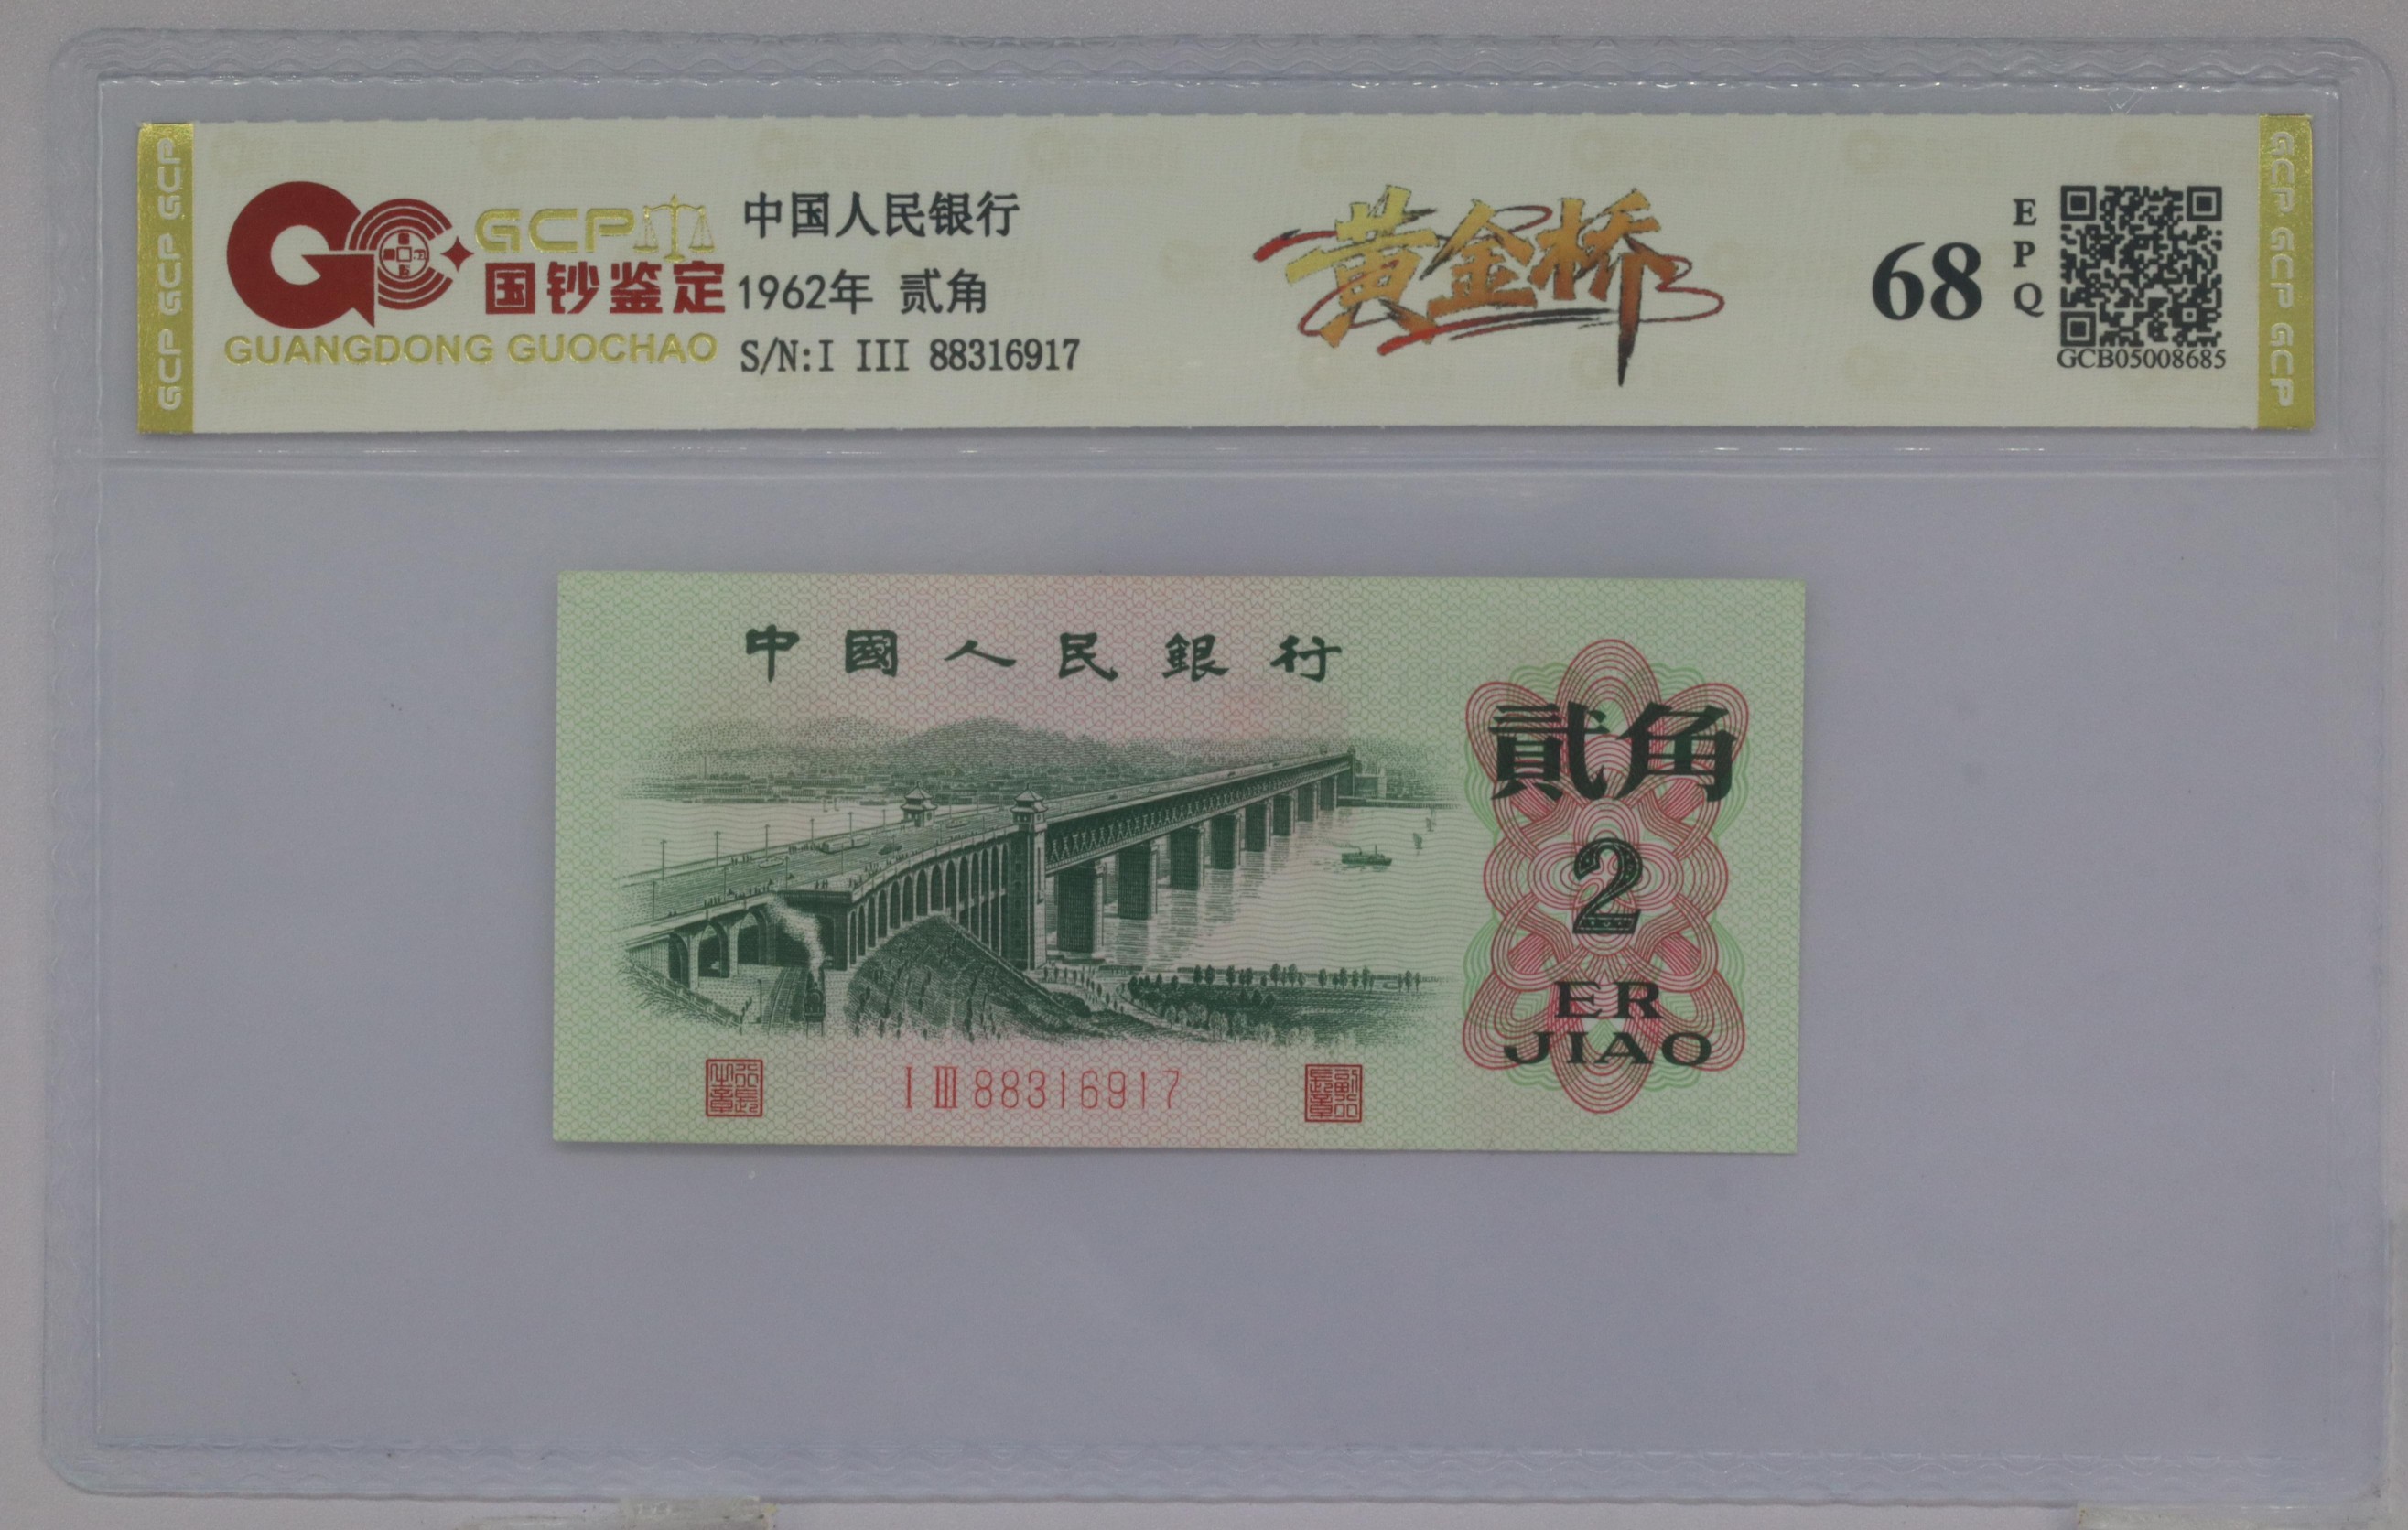 GCP GCP GCP
GCP
国钞鉴定
GUANGDONG GUOCHAO
中国人民银行
1962年 贰角
S/N:I III 88316917
黄金桥
68
EPQ
GCB05008685
GCP GCP GCP
中國人民銀行
貳角
2
ER
JIAO
I III 88316917